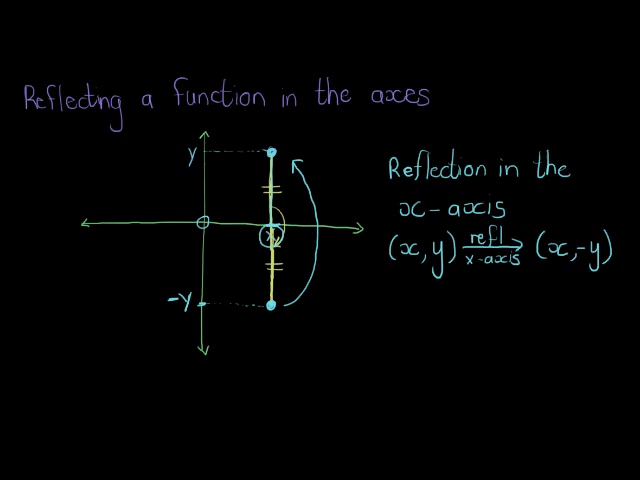 Reflecting a function in the axes
y
x
-y
Reflection in the
x-axis
(x, y) refl x-axis (x, -y)